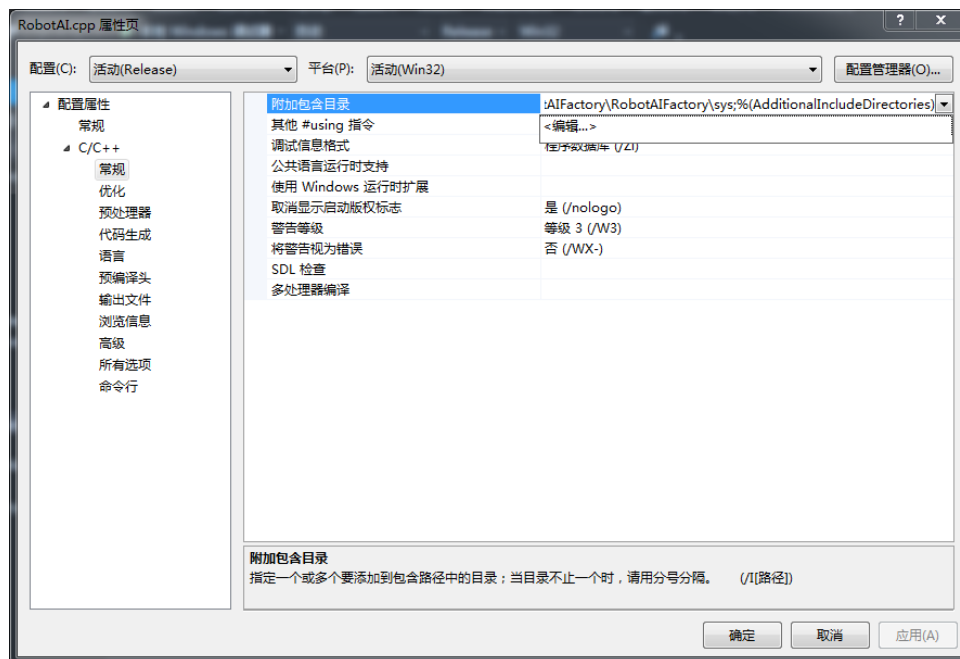 RobotAI.cpp 属性页
配置(C): 活动(Release) 平台(P): 活动(Win32) 配置管理器(O)...
配置属性
常规
C/C++
常规
优化
预处理器
代码生成
语言
预编译头
输出文件
浏览信息
高级
所有选项
命令行
附加包含目录 :AIFactory\RobotAIFactory\sys;%(AdditionalIncludeDirectories)
其他 #using 指令 <编辑...>
调试信息格式 程序数据库 (/Zi)
公共语言运行时支持
使用 Windows 运行时扩展
取消显示启动版权标志 是 (/nologo)
警告等级 等级 3 (/W3)
将警告视为错误 否 (/WX-)
SDL 检查
多处理器编译
附加包含目录
指定一个或多个要添加到包含路径中的目录；当目录不止一个时，请用分号分隔。 (/I[路径])
确定 取消 应用(A)